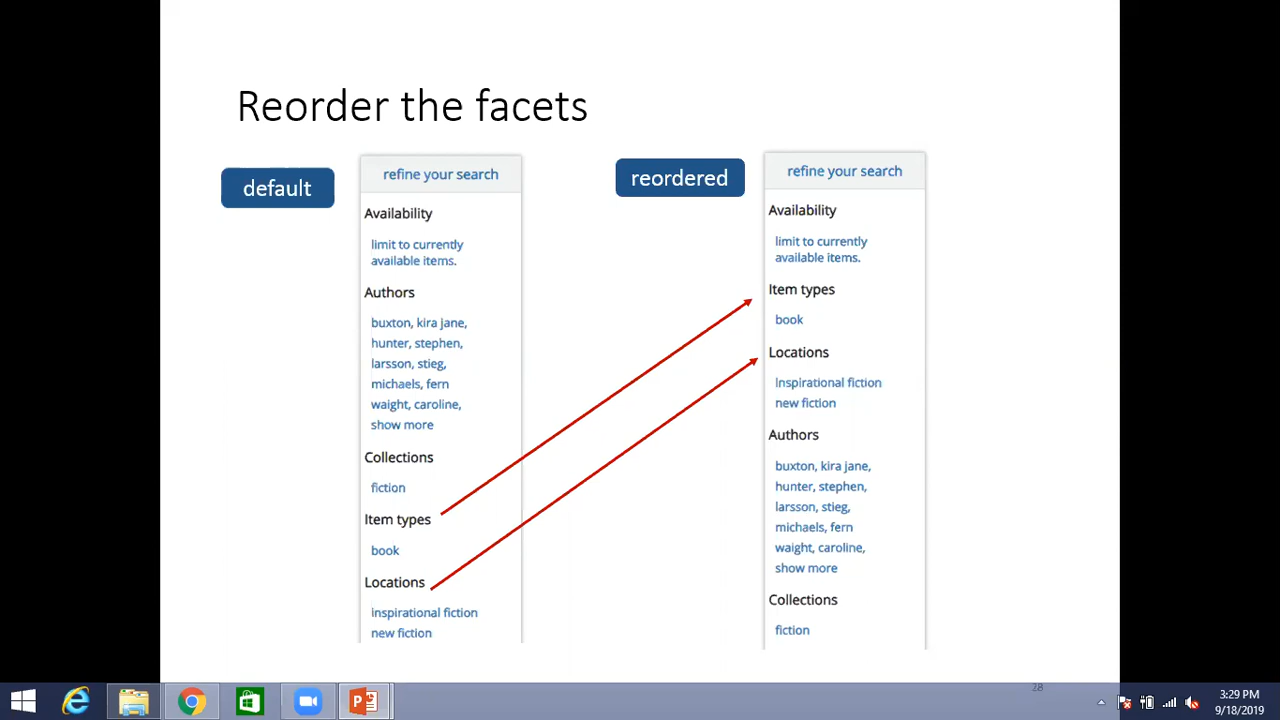 Reorder the facets
default
refine your search
Availability
limit to currently
available items.
Authors
buxton, kira jane,
hunter, stephen,
larsson, stieg,
michaels, fern
waight, caroline,
show more
Collections
fiction
Item types
book
Locations
inspirational fiction
new fiction
reordered
refine your search
Availability
limit to currently
available items.
Item types
book
Locations
Inspirational fiction
new fiction
Authors
buxton, kira jane,
hunter, stephen,
larsson, stieg,
michaels, fern
waight, caroline,
show more
Collections
fiction
28
3:29 PM
9/18/2019